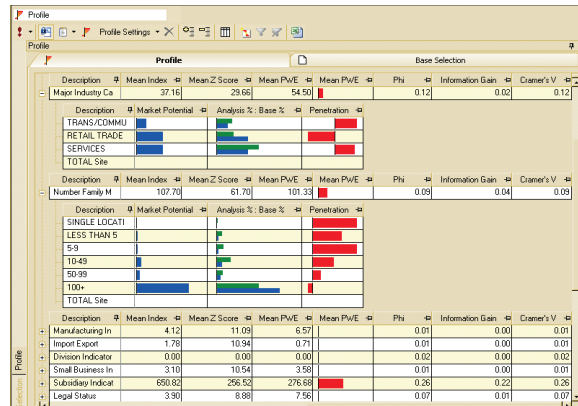 Profile
Profile Settings
Profile
Profile Base Selection
Description Mean Index Mean Z Score Mean PWE Mean PWE Phi Information Gain Cramer's V
Major Industry Ca 37.16 29.66 54.50 0.12 0.02 0.12
Description Market Potential Analysis % : Base % Penetration
TRANS/COMMU
RETAIL TRADE
SERVICES
TOTAL Site
Description Mean Index Mean Z Score Mean PWE Mean PWE Phi Information Gain Cramer's V
Number Family M 107.70 61.70 101.33 0.09 0.04 0.09
Description Market Potential Analysis % : Base % Penetration
SINGLE LOCATI
LESS THAN 5
5-9
10-49
50-99
100+
TOTAL Site
Description Mean Index Mean Z Score Mean PWE Mean PWE Phi Information Gain Cramer's V
Manufacturing In 4.12 11.09 6.57 0.01 0.00 0.01
Import Export 1.78 10.94 0.71 0.01 0.00 0.01
Division Indicator 0.00 0.00 0.00 0.02 0.00 0.02
Small Business In 3.10 10.54 3.58 0.01 0.00 0.01
Subsidiary Indicat 650.82 256.52 276.68 0.26 0.22 0.26
Legal Status 3.90 8.88 7.56 0.07 0.01 0.07
Profile
Selection